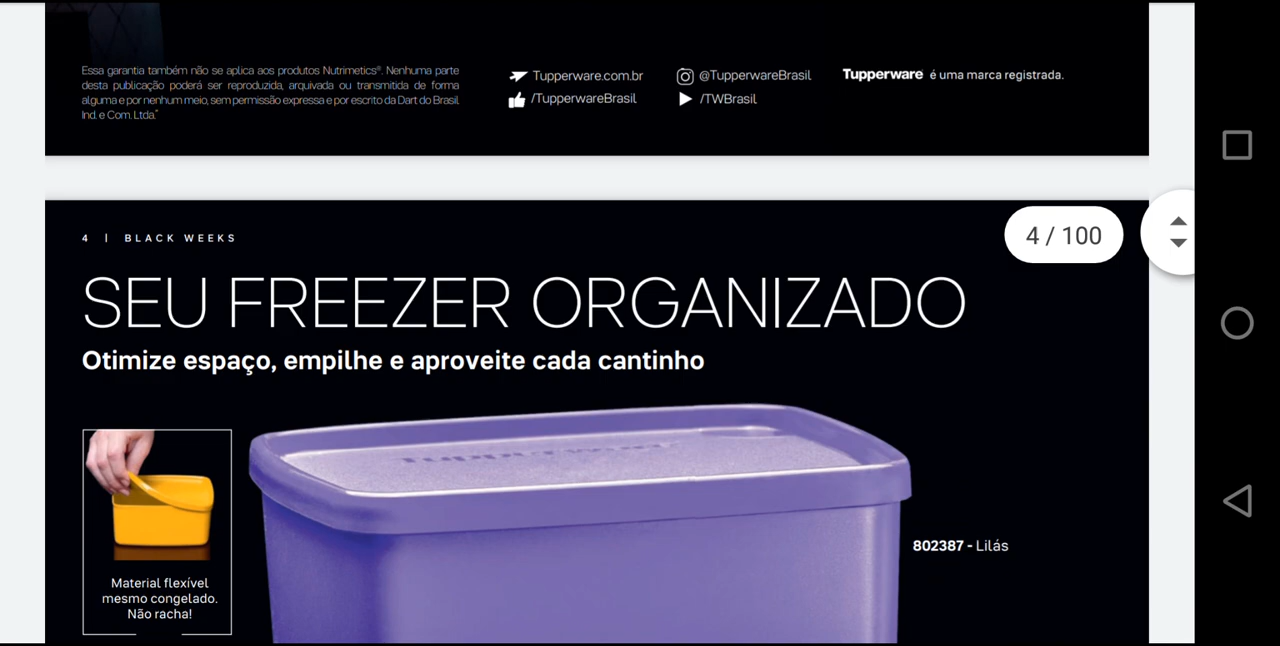 Essa garantia também não se aplica aos produtos Nutrimetics®. Nenhuma parte
desta publicação poderá ser reproduzida, arquivada ou transmitida de forma
alguma e por nenhum meio, sem permissão expressa e por escrito da Dart do Brasil
Ind. e Com. Ltda."
Tupperware.com.br
/TupperwareBrasil
@TupperwareBrasil
/TWBrasil
Tupperware é uma marca registrada.
4 | BLACK WEEKS
4 / 100
SEU FREEZER ORGANIZADO
Otimize espaço, empilhe e aproveite cada cantinho
Tupperware
802387 - Lilás
Material flexível
mesmo congelado.
Não racha!